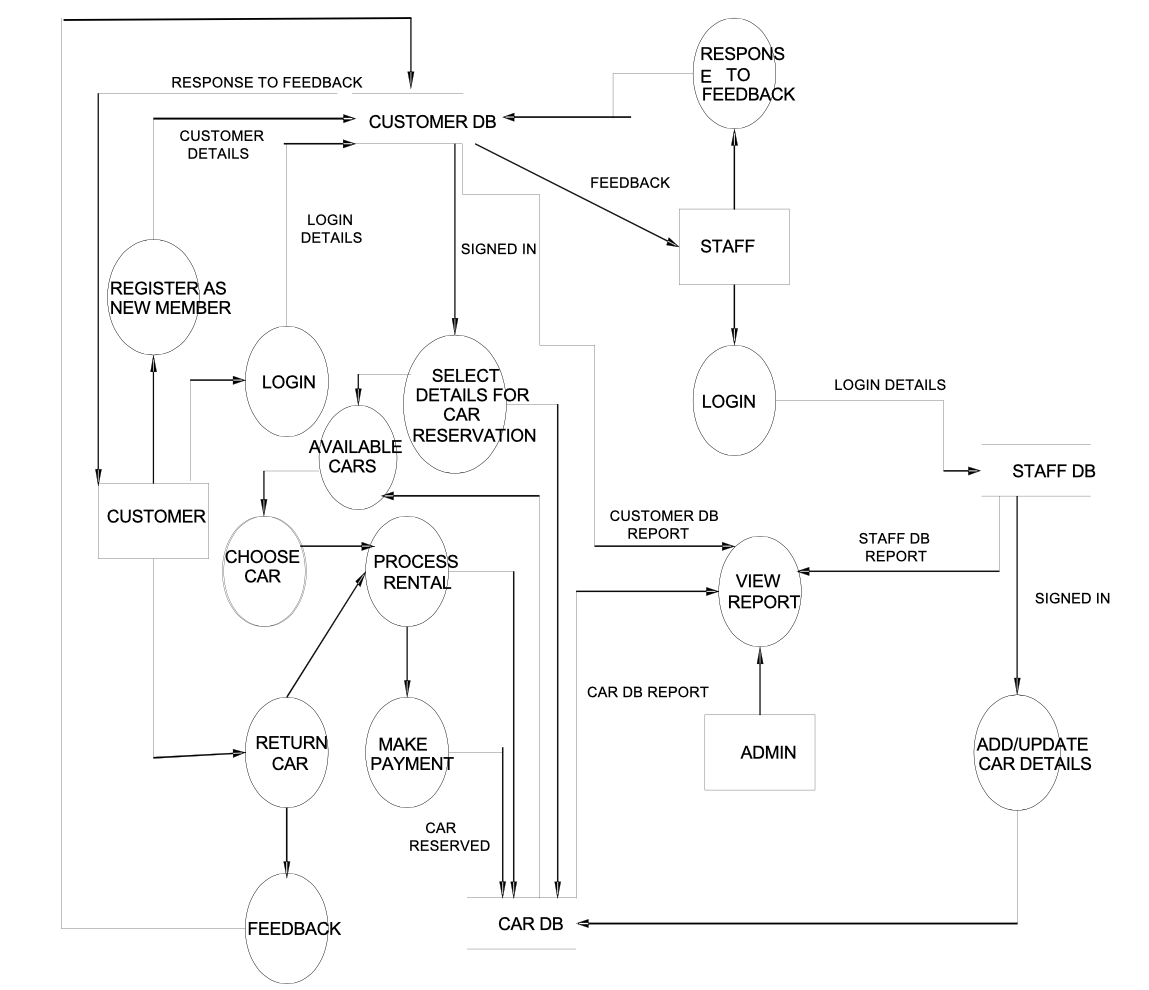 RESPONS
E TO
FEEDBACK
RESPONSE TO FEEDBACK
CUSTOMER DB
CUSTOMER
DETAILS
FEEDBACK
LOGIN
DETAILS
SIGNED IN
STAFF
REGISTER AS
NEW MEMBER
LOGIN
SELECT
DETAILS FOR
CAR
RESERVATION
LOGIN
LOGIN DETAILS
AVAILABLE
CARS
STAFF DB
CUSTOMER
CUSTOMER DB
REPORT
STAFF DB
REPORT
CHOOSE
CAR
PROCESS
RENTAL
VIEW
REPORT
SIGNED IN
CAR DB REPORT
RETURN
CAR
MAKE
PAYMENT
ADMIN
ADD/UPDATE
CAR DETAILS
CAR
RESERVED
FEEDBACK
CAR DB